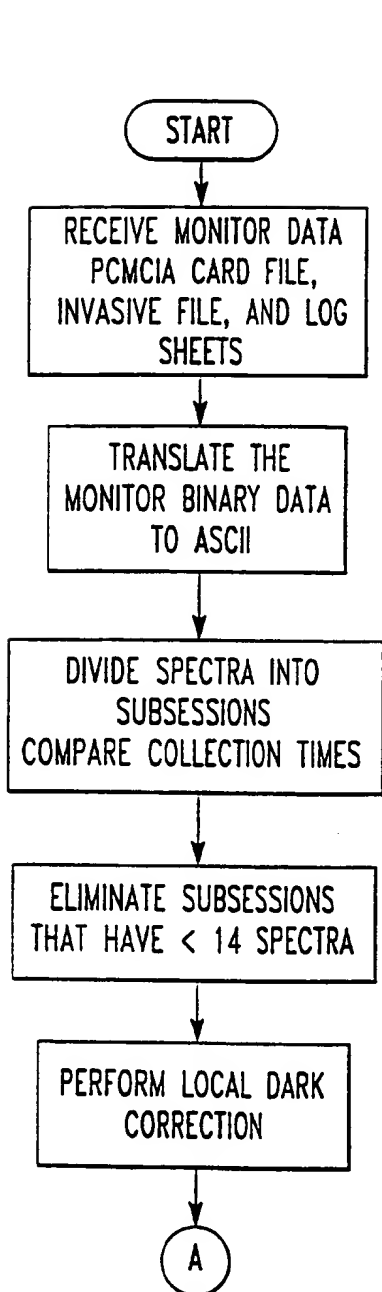 START
RECEIVE MONITOR DATA
PCMCIA CARD FILE,
INVASIVE FILE, AND LOG
SHEETS
TRANSLATE THE
MONITOR BINARY DATA
TO ASCII
DIVIDE SPECTRA INTO
SUBSESSIONS
COMPARE COLLECTION TIMES
ELIMINATE SUBSESSIONS
THAT HAVE < 14 SPECTRA
PERFORM LOCAL DARK
CORRECTION
A